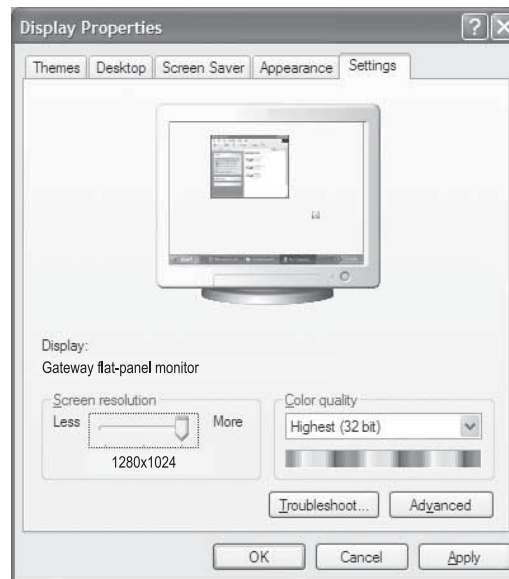 Display Properties
?
Themes Desktop Screen Saver Appearance Settings
Display:
Gateway flat-panel monitor
Screen resolution
Less More
1280x1024
Color quality
Highest (32 bit)
Troubleshoot... Advanced
OK Cancel Apply